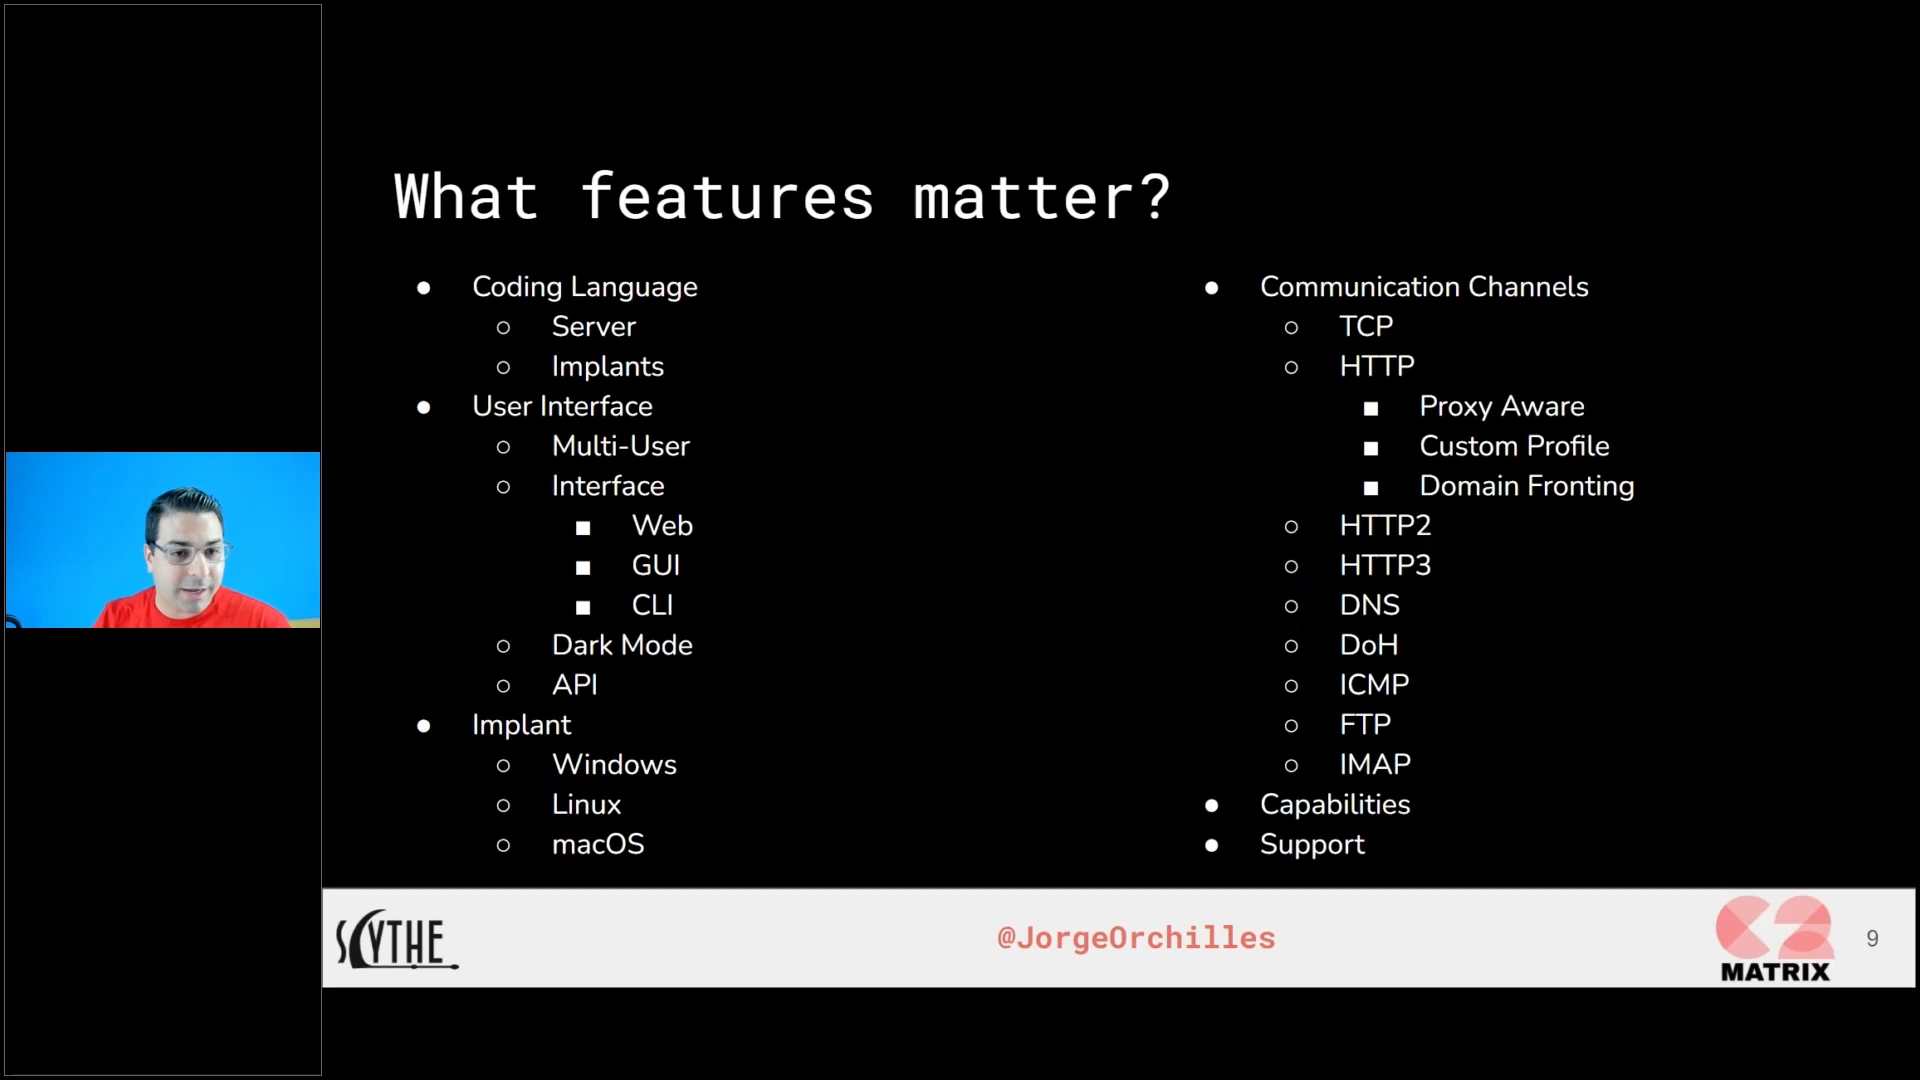 What features matter?
Coding Language
Server
Implants
User Interface
Multi-User
Interface
Web
GUI
CLI
Dark Mode
API
Implant
Windows
Linux
macOS
Communication Channels
TCP
HTTP
Proxy Aware
Custom Profile
Domain Fronting
HTTP2
HTTP3
DNS
DoH
ICMP
FTP
IMAP
Capabilities
Support
SCYTHE
@JorgeOrchilles
C2
MATRIX
9